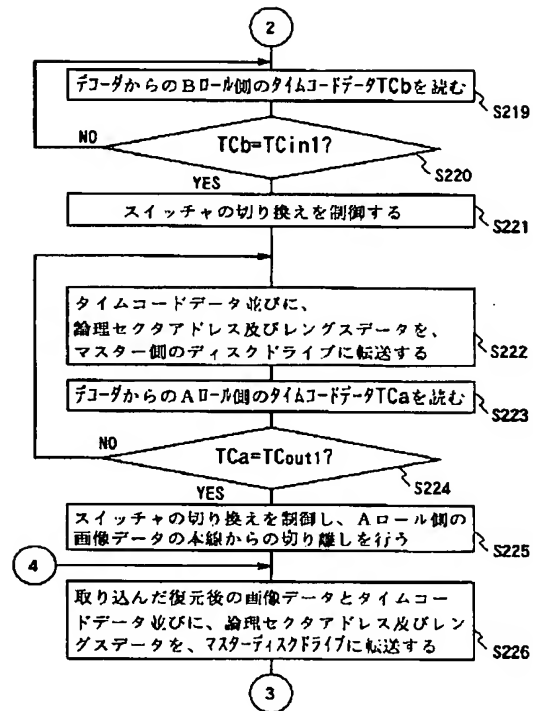 2
デコーダからのBロール側のタイムコードデータTCbを読む
S219
NO
TCb=TCin1?
S220
YES
スイッチャの切り換えを制御する
S221
タイムコードデータ並びに、
論理セクタアドレス及びレングスデータを、
マスター側のディスクドライブに転送する
S222
デコーダからのAロール側のタイムコードデータTCaを読む
S223
NO
TCa=TCout1?
S224
YES
スイッチャの切り換えを制御し、Aロール側の
画像データの本線からの切り離しを行う
S225
4
取り込んだ復元後の画像データとタイムコー
ドデータ並びに、論理セクタアドレス及びレン
グスデータを、マスターディスクドライブに転送する
S226
3